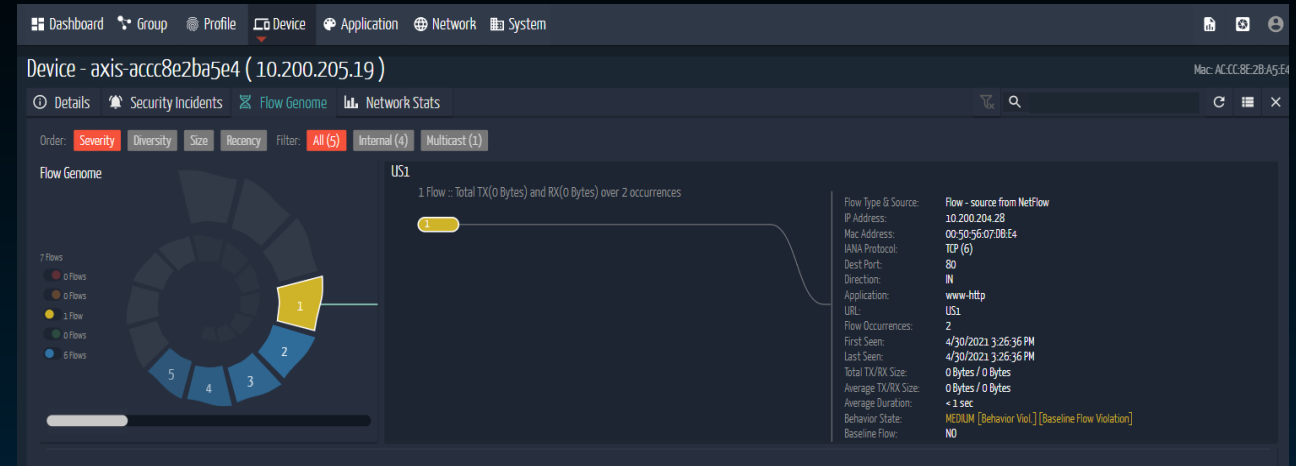 Dashboard Group Profile Device Application Network System
Device - axis-accc8e2ba5e4 ( 10.200.205.19 ) Mac: AC:CC:8E:2B:A5:E4
Details Security Incidents Flow Genome Network Stats
Order: Severity Diversity Size Recency Filter: All (5) Internal (4) Multicast (1)
Flow Genome
7 Flows
0 Flows
0 Flows
1 Flow
0 Flows
6 Flows
1
2
3
4
5
US1
1 Flow :: Total TX(0 Bytes) and RX(0 Bytes) over 2 occurrences
1
Flow Type & Source: Flow - source from NetFlow
IP Address: 10.200.204.28
Mac Address: 00:50:56:07:DB:E4
IANA Protocol: TCP (6)
Dest Port: 80
Direction: IN
Application: www-http
URL: US1
Flow Occurrences: 2
First Seen: 4/30/2021 3:26:36 PM
Last Seen: 4/30/2021 3:26:36 PM
Total TX/RX Size: 0 Bytes / 0 Bytes
Average TX/RX Size: 0 Bytes / 0 Bytes
Average Duration: < 1 sec
Behavior State: MEDIUM [Behavior Viol.] [Baseline Flow Violation]
Baseline Flow: NO